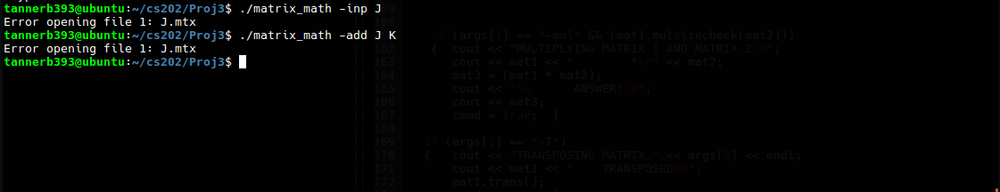 tannerb393@ubuntu:~/cs202/Proj3$ ./matrix_math -inp J
Error opening file 1: J.mtx
tannerb393@ubuntu:~/cs202/Proj3$ ./matrix_math -add J K
Error opening file 1: J.mtx
tannerb393@ubuntu:~/cs202/Proj3$
if (args[1] == "-mul" && (mat1.mulsizecheck(mat2)))
{ cout << "MULTIPLYING MATRIX 1 AND MATRIX 2\n";
163 cout << mat1 << " *\n" << mat2;
164 mat3 = (mat1 * mat2);
165 cout << "\n ANSWER:\n";
166 cout << mat3;
167 cmmd = true; }
168
169 if (args[1] == "-T")
170 { cout << "TRANSPOSING MATRIX " << args[2] << endl;
171 cout << mat1 << " TRANSPOSED\n";
172 mat1.trans();